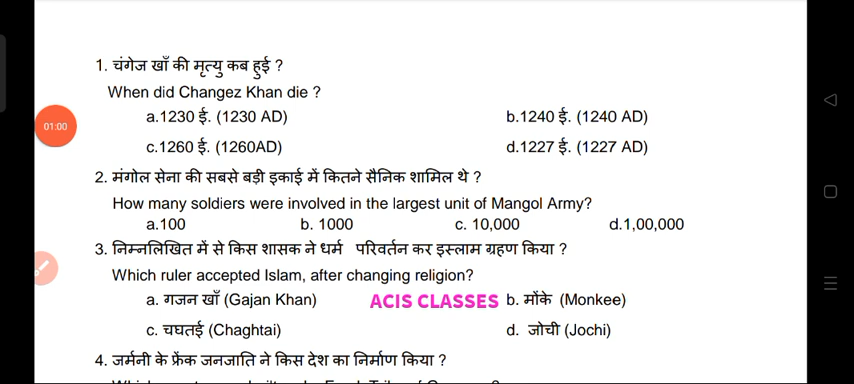 1. चंगेज खाँ की मृत्यु कब हुई ?
When did Changez Khan die ?
a.1230 ई. (1230 AD) b.1240 ई. (1240 AD)
01:00
c.1260 ई. (1260AD) d.1227 ई. (1227 AD)
2. मंगोल सेना की सबसे बड़ी इकाई में कितने सैनिक शामिल थे ?
How many soldiers were involved in the largest unit of Mangol Army?
a.100 b. 1000 c. 10,000 d.1,00,000
3. निम्नलिखित में से किस शासक ने धर्म परिवर्तन कर इस्लाम ग्रहण किया ?
Which ruler accepted Islam, after changing religion?
a. गजन खाँ (Gajan Khan) ACIS CLASSES b. मोंके (Monkee)
c. चघतई (Chaghtai) d. जोची (Jochi)
4. जर्मनी के फ्रेंक जनजाति ने किस देश का निर्माण किया ?